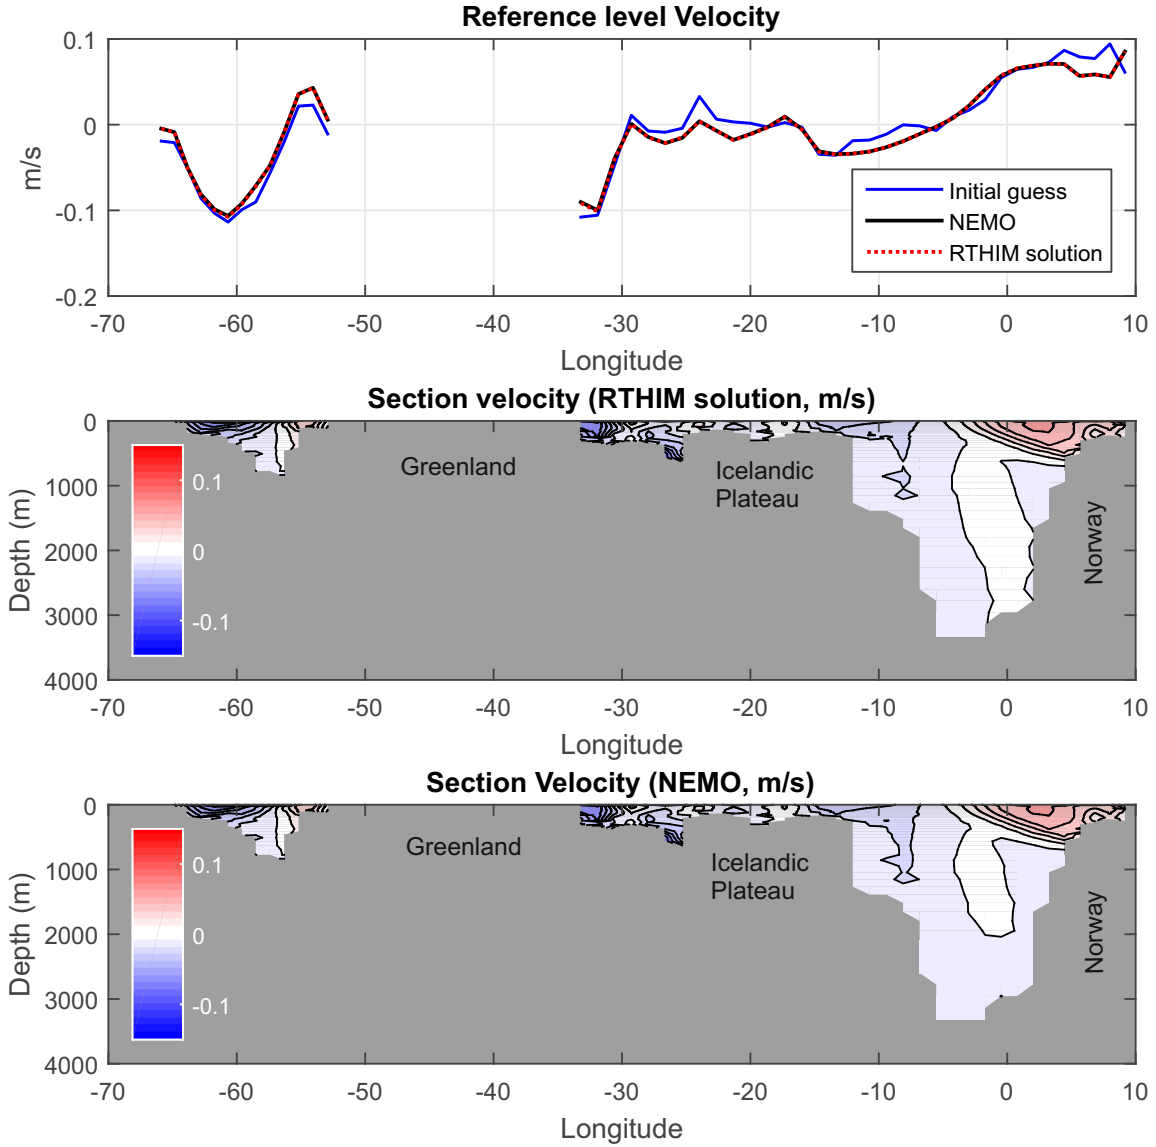 Reference level Velocity
0.1
0
-0.1
-0.2
m/s
Initial guess
NEMO
RTHIM solution
-70 -60 -50 -40 -30 -20 -10 0 10
Longitude
Section velocity (RTHIM solution, m/s)
0
1000
2000
3000
4000
Depth (m)
0.1
0
-0.1
Greenland
Icelandic
Plateau
Norway
-70 -60 -50 -40 -30 -20 -10 0 10
Longitude
Section Velocity (NEMO, m/s)
0
1000
2000
3000
4000
Depth (m)
0.1
0
-0.1
Greenland
Icelandic
Plateau
Norway
-70 -60 -50 -40 -30 -20 -10 0 10
Longitude